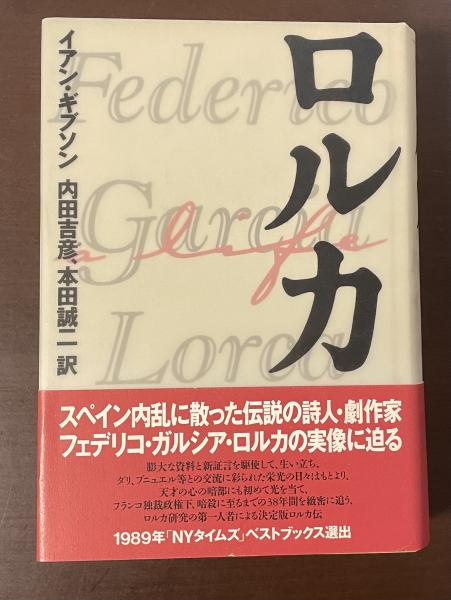 ロルカ
イアン・ギブソン 内田吉彦、本田誠二 訳
Federico
García
a life
Lorca
スペイン内乱に散った伝説の詩人・劇作家
フェデリコ・ガルシア・ロルカの実像に迫る
膨大な資料と新証言を駆使して、生い立ち、
ダリ、ブニュエル等との交流に彩られた栄光の日々はもとより、
天才の心の暗部にも初めて光を当て、
フランコ独裁政権下、暗殺に至るまでの38年間を緻密に追う、
ロルカ研究の第一人者による決定版ロルカ伝
1989年「NYタイムズ」ベストブックス選出